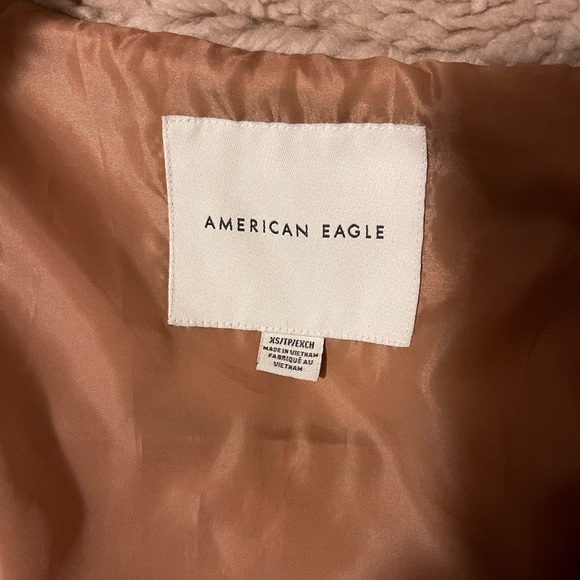 AMERICAN EAGLE
XS/TP/EXCH
MADE IN VIETNAM
FABRIQUÉ AU
VIETNAM